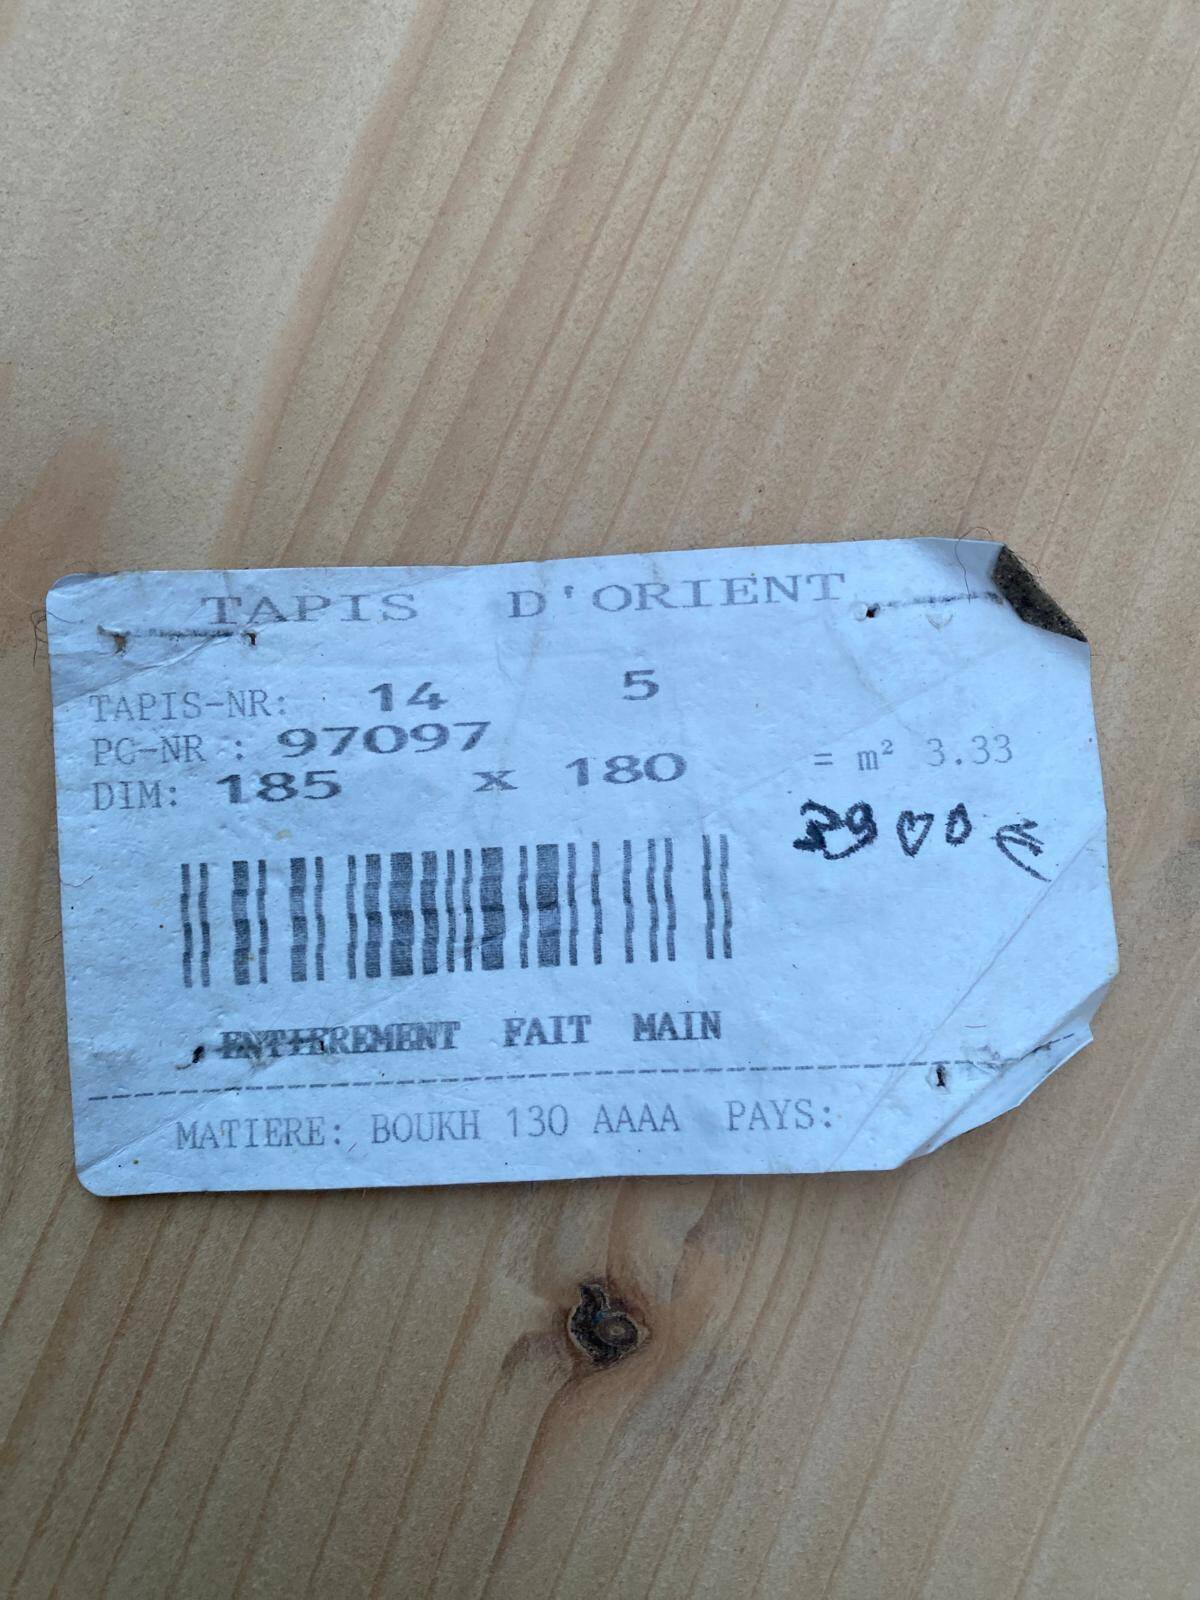 TAPIS D'ORIENT
TAPIS-NR: 14 5
PC-NR : 97097
DIM: 185 x 180 = m² 3.33
€
ENTIEREMENT FAIT MAIN
MATIERE: BOUKH 130 AAAA PAYS: